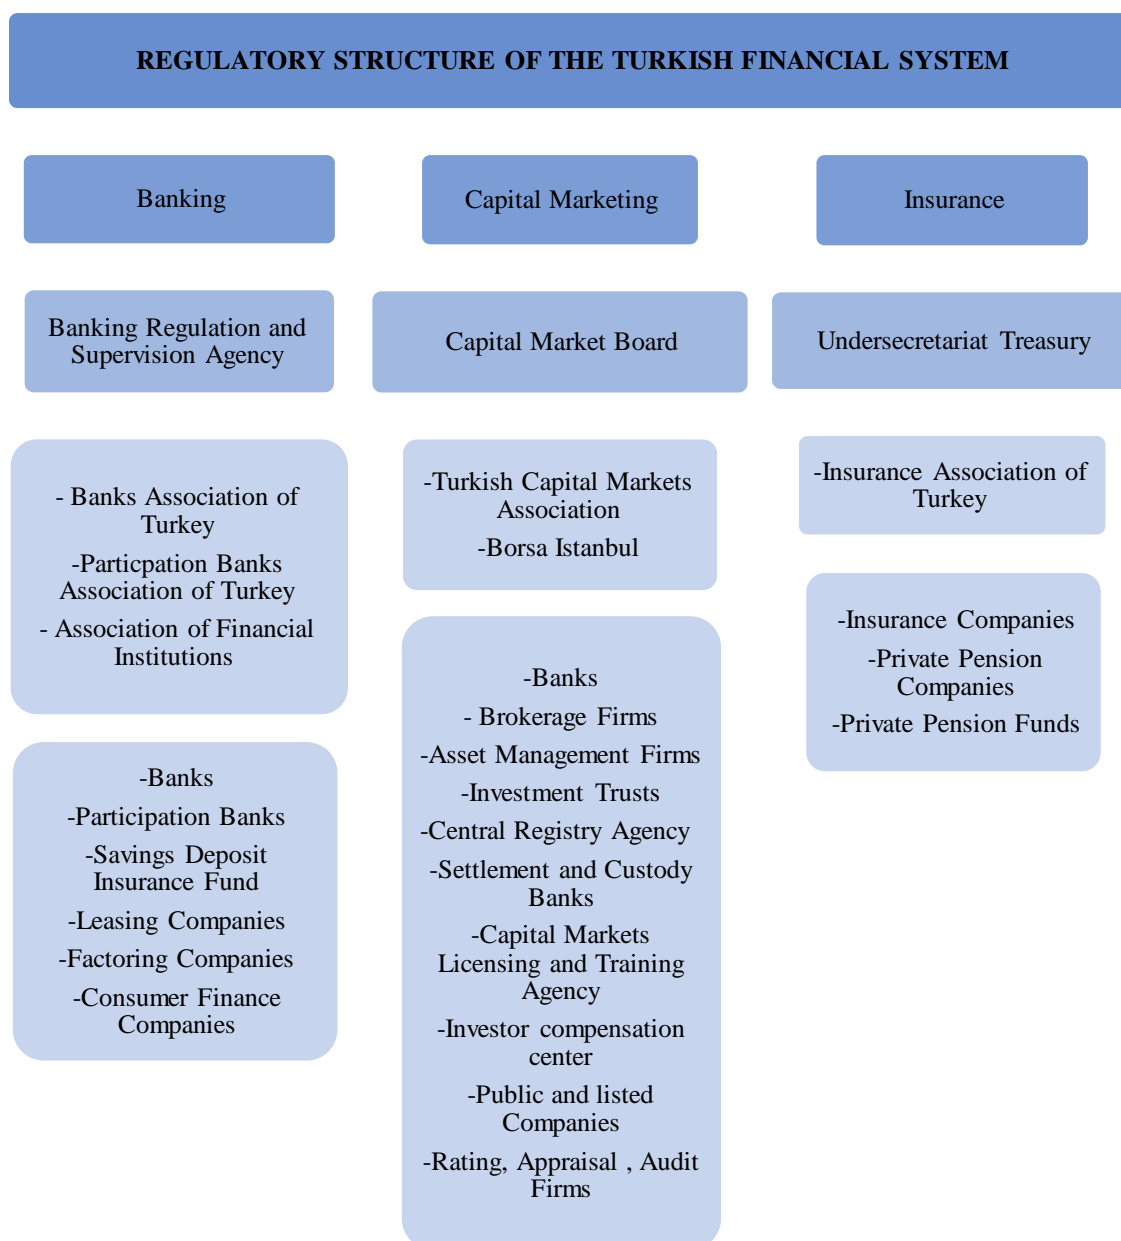 REGULATORY STRUCTURE OF THE TURKISH FINANCIAL SYSTEM
Banking
Banking Regulation and
Supervision Agency
- Banks Association of
Turkey
-Particpation Banks
Association of Turkey
- Association of Financial
Institutions
-Banks
-Participation Banks
-Savings Deposit
Insurance Fund
-Leasing Companies
-Factoring Companies
-Consumer Finance
Companies
Capital Marketing
Capital Market Board
-Turkish Capital Markets
Association
-Borsa Istanbul
-Banks
- Brokerage Firms
-Asset Management Firms
-Investment Trusts
-Central Registry Agency
-Settlement and Custody
Banks
-Capital Markets
Licensing and Training
Agency
-Investor compensation
center
-Public and listed
Companies
-Rating, Appraisal , Audit
Firms
Insurance
Undersecretariat Treasury
-Insurance Association of
Turkey
-Insurance Companies
-Private Pension
Companies
-Private Pension Funds